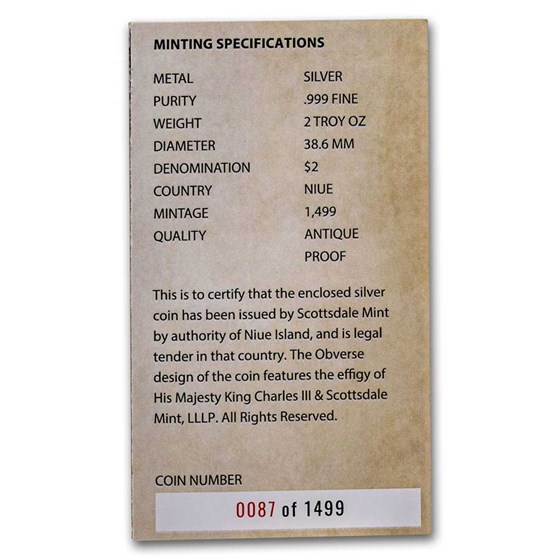 MINTING SPECIFICATIONS
METAL SILVER
PURITY .999 FINE
WEIGHT 2 TROY OZ
DIAMETER 38.6 MM
DENOMINATION $2
COUNTRY NIUE
MINTAGE 1,499
QUALITY ANTIQUE
PROOF
This is to certify that the enclosed silver
coin has been issued by Scottsdale Mint
by authority of Niue Island, and is legal
tender in that country. The Obverse
design of the coin features the effigy of
His Majesty King Charles III & Scottsdale
Mint, LLLP. All Rights Reserved.
COIN NUMBER
0087 of 1499